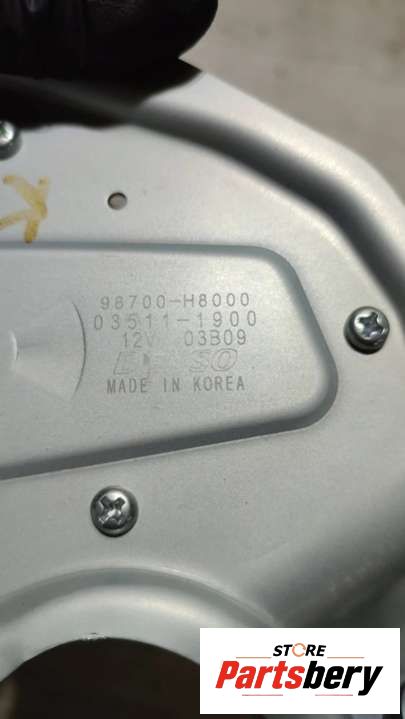 98700-H8000
03511-1900
12V 03B09
MADE IN KOREA
STORE
Partsbery